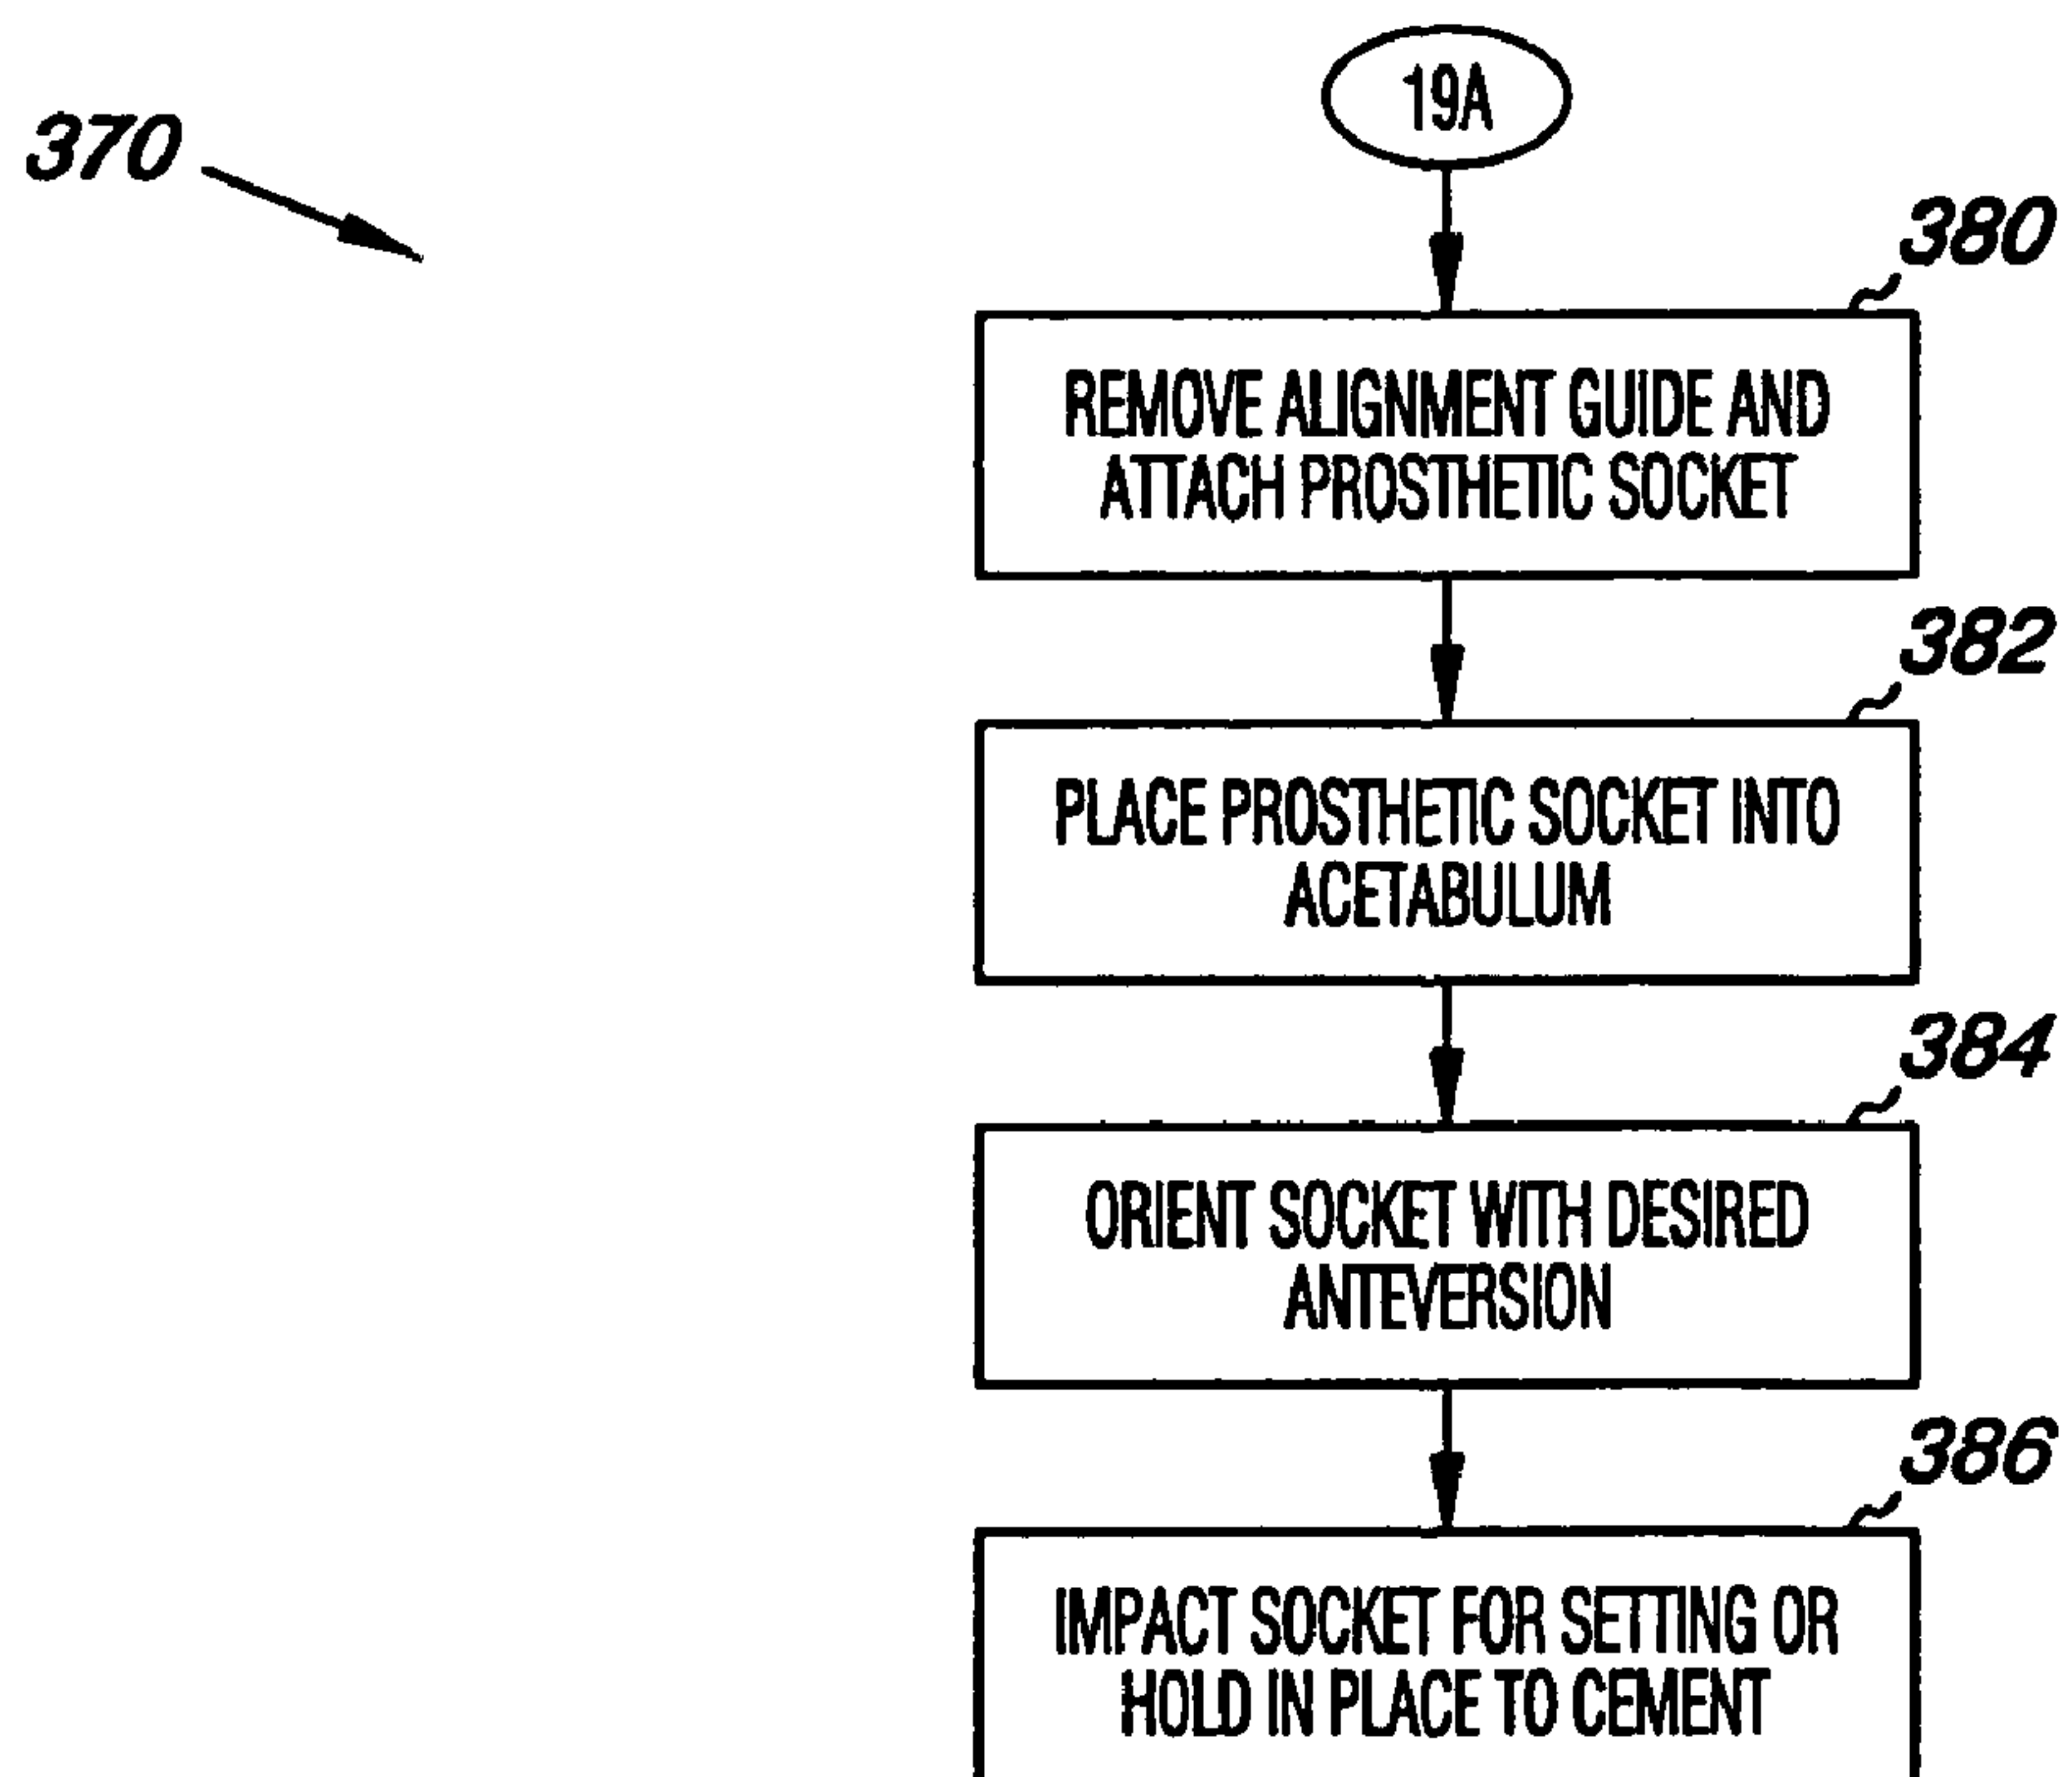 19A
370
380
REMOVE ALIGNMENT GUIDE AND
ATTACH PROSTHETIC SOCKET
382
PLACE PROSTHETIC SOCKET INTO
ACETABULUM
384
ORIENT SOCKET WITH DESIRED
ANTEVERSION
386
IMPACT SOCKET FOR SETTING OR
HOLD IN PLACE TO CEMENT